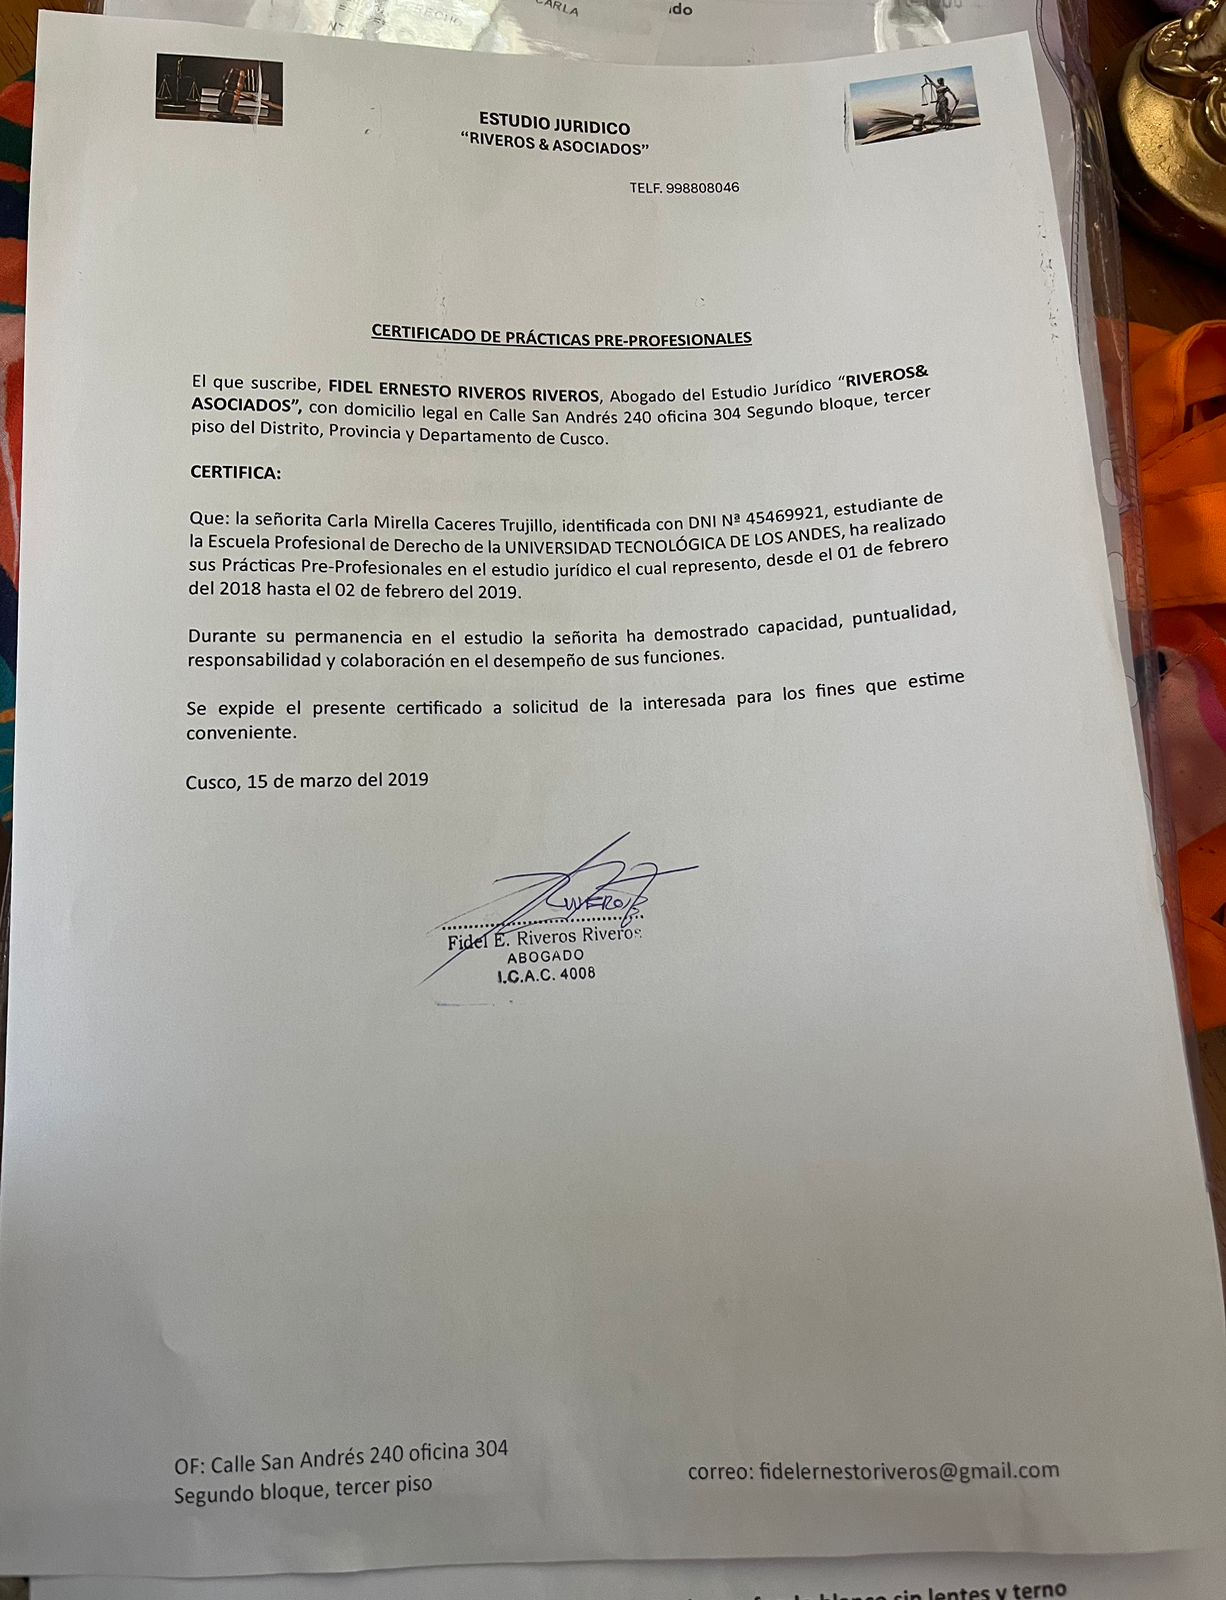 CARLA
do
ESTUDIO JURIDICO
“RIVEROS & ASOCIADOS”
TELF. 998808046
CERTIFICADO DE PRÁCTICAS PRE-PROFESIONALES
El que suscribe, FIDEL ERNESTO RIVEROS RIVEROS, Abogado del Estudio Jurídico “RIVEROS&
ASOCIADOS”, con domicilio legal en Calle San Andrés 240 oficina 304 Segundo bloque, tercer
piso del Distrito, Provincia y Departamento de Cusco.
CERTIFICA:
Que: la señorita Carla Mirella Caceres Trujillo, identificada con DNI Nª 45469921, estudiante de
la Escuela Profesional de Derecho de la UNIVERSIDAD TECNOLÓGICA DE LOS ANDES, ha realizado
sus Prácticas Pre-Profesionales en el estudio jurídico el cual represento, desde el 01 de febrero
del 2018 hasta el 02 de febrero del 2019.
Durante su permanencia en el estudio la señorita ha demostrado capacidad, puntualidad,
responsabilidad y colaboración en el desempeño de sus funciones.
Se expide el presente certificado a solicitud de la interesada para los fines que estime
conveniente.
Cusco, 15 de marzo del 2019
Fidel E. Riveros Riveros
ABOGADO
I.C.A.C. 4008
OF: Calle San Andrés 240 oficina 304
Segundo bloque, tercer piso
correo: fidelernestoriveros@gmail.com
sin lentes y terno